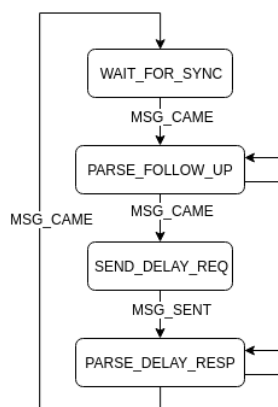 WAIT_FOR_SYNC
MSG_CAME
PARSE_FOLLOW_UP
MSG_CAME
MSG_CAME
SEND_DELAY_REQ
MSG_SENT
PARSE_DELAY_RESP